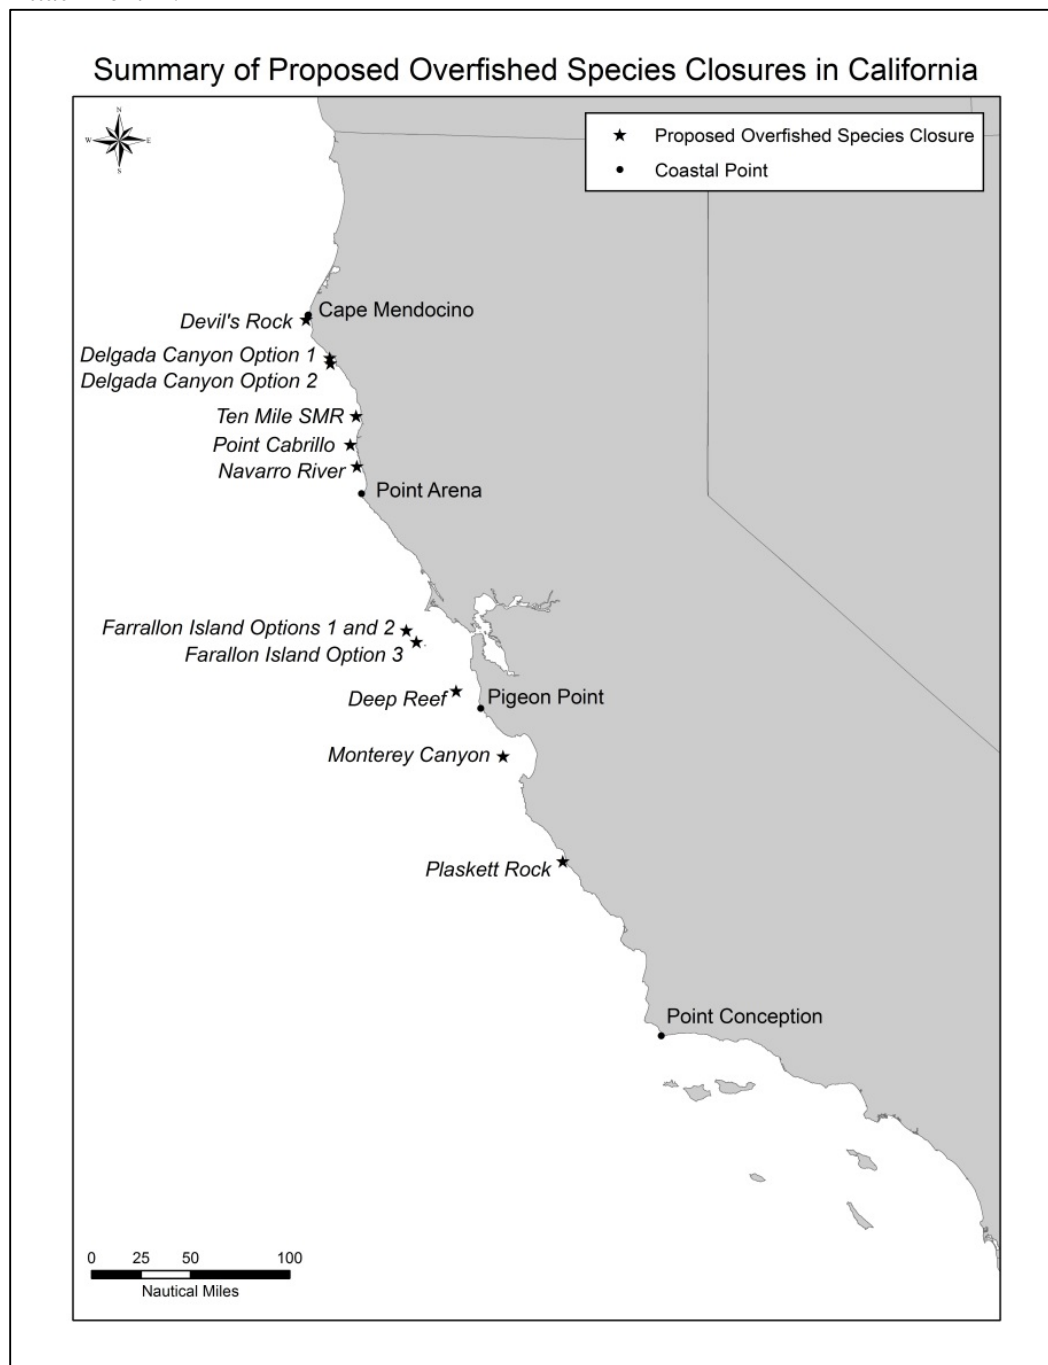 Summary of Proposed Overfished Species Closures in California
N
W
E
S
Proposed Overfished Species Closure
Coastal Point
Cape Mendocino
Devil's Rock
Delgada Canyon Option 1
Delgada Canyon Option 2
Ten Mile SMR
Point Cabrillo
Navarro River
Point Arena
Farrallon Island Options 1 and 2
Farallon Island Option 3
Deep Reef
Pigeon Point
Monterey Canyon
Plaskett Rock
Point Conception
0 25 50 100
Nautical Miles